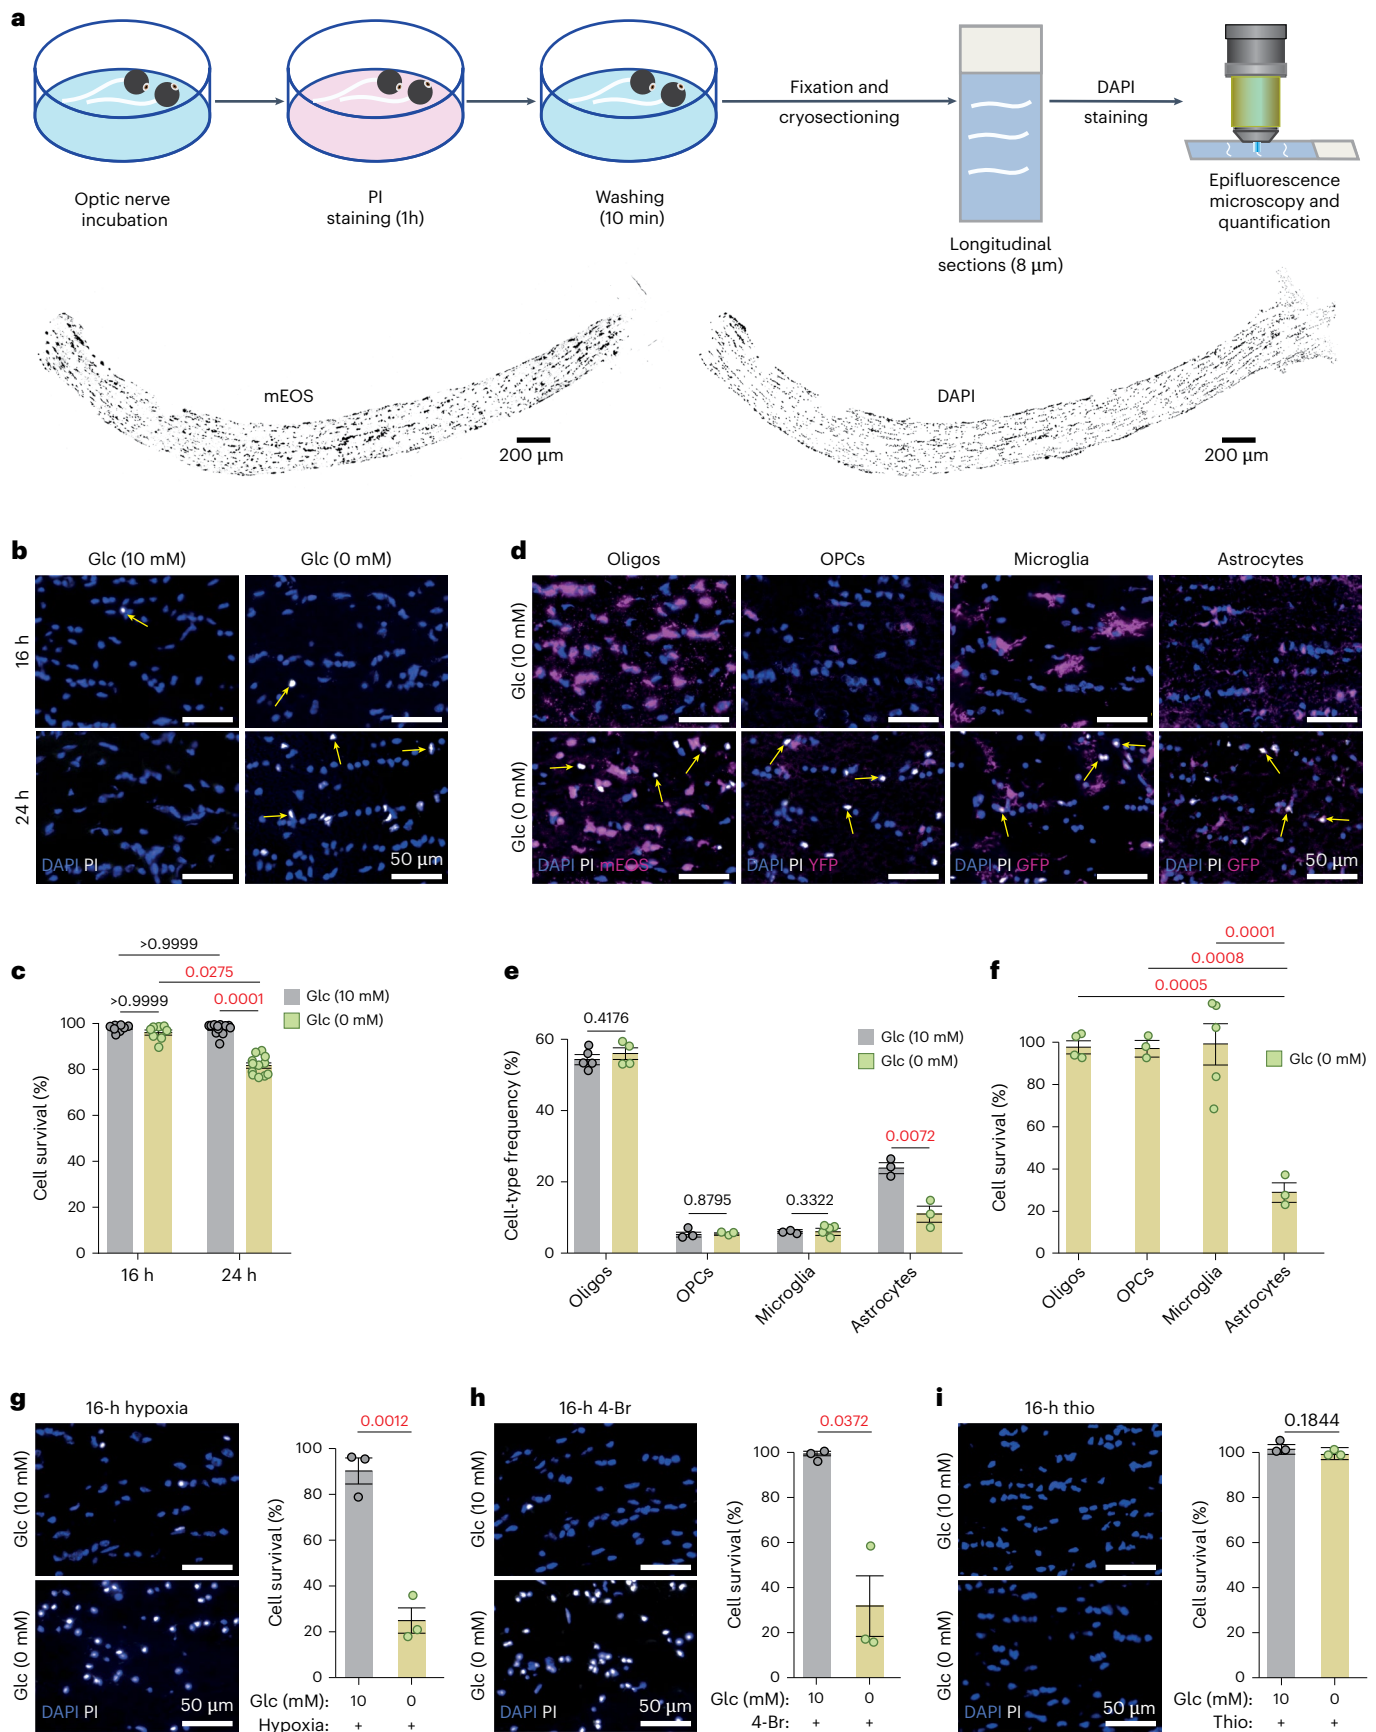 a
Optic nerve
incubation
PI
staining (1h)
Washing
(10 min)
Fixation and
cryosectioning
Longitudinal
sections (8 µm)
DAPI
staining
Epifluorescence
microscopy and
quantification
mEOS
200 µm
DAPI
200 µm
b
Glc (10 mM)
Glc (0 mM)
16 h
24 h
DAPI PI
50 µm
d
Oligos
OPCs
Microglia
Astrocytes
Glc (10 mM)
Glc (0 mM)
DAPI PI mEOS
DAPI PI YFP
DAPI PI GFP
DAPI PI GFP
50 µm
c
>0.9999
0.0275
>0.9999
0.0001
Glc (10 mM)
Glc (0 mM)
Cell survival (%)
100
80
60
40
20
0
16 h
24 h
e
0.4176
0.8795
0.3322
0.0072
Glc (10 mM)
Glc (0 mM)
Cell-type frequency (%)
60
40
20
0
Oligos
OPCs
Microglia
Astrocytes
f
0.0001
0.0008
0.0005
Glc (0 mM)
Cell survival (%)
100
80
60
40
20
0
Oligos
OPCs
Microglia
Astrocytes
g
16-h hypoxia
Glc (10 mM)
Glc (0 mM)
DAPI PI
50 µm
0.0012
Cell survival (%)
100
80
60
40
20
0
Glc (mM): 10 0
Hypoxia: + +
h
16-h 4-Br
Glc (10 mM)
Glc (0 mM)
DAPI PI
50 µm
0.0372
Cell survival (%)
100
80
60
40
20
0
Glc (mM): 10 0
4-Br: + +
i
16-h thio
Glc (10 mM)
Glc (0 mM)
DAPI PI
50 µm
0.1844
Cell survival (%)
100
80
60
40
20
0
Glc (mM): 10 0
Thio: + +